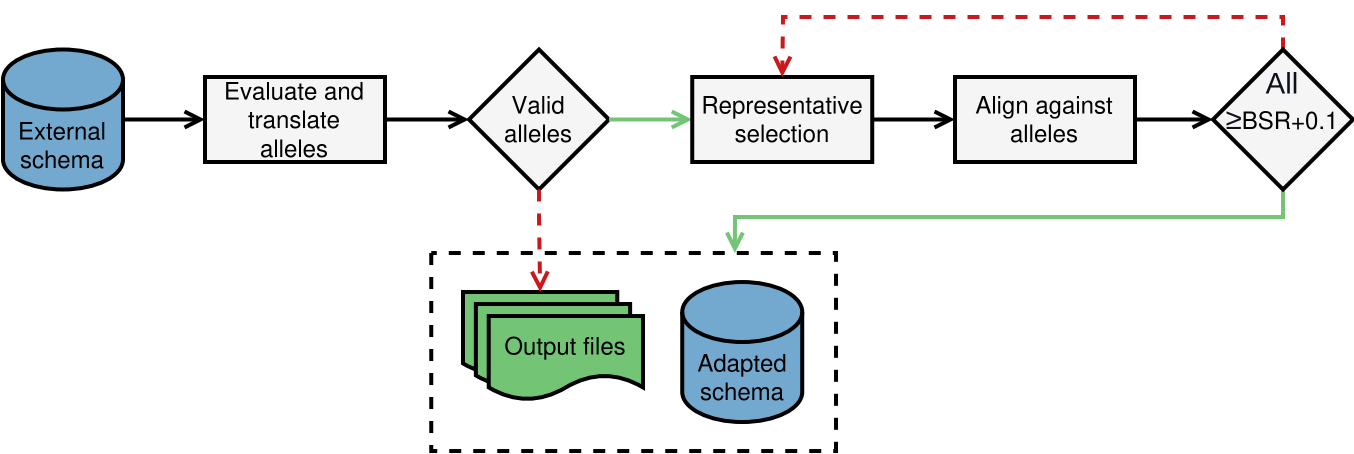 External
schema
Evaluate and
translate
alleles
Valid
alleles
Representative
selection
Align against
alleles
All
≥BSR+0.1
Output files
Adapted
schema